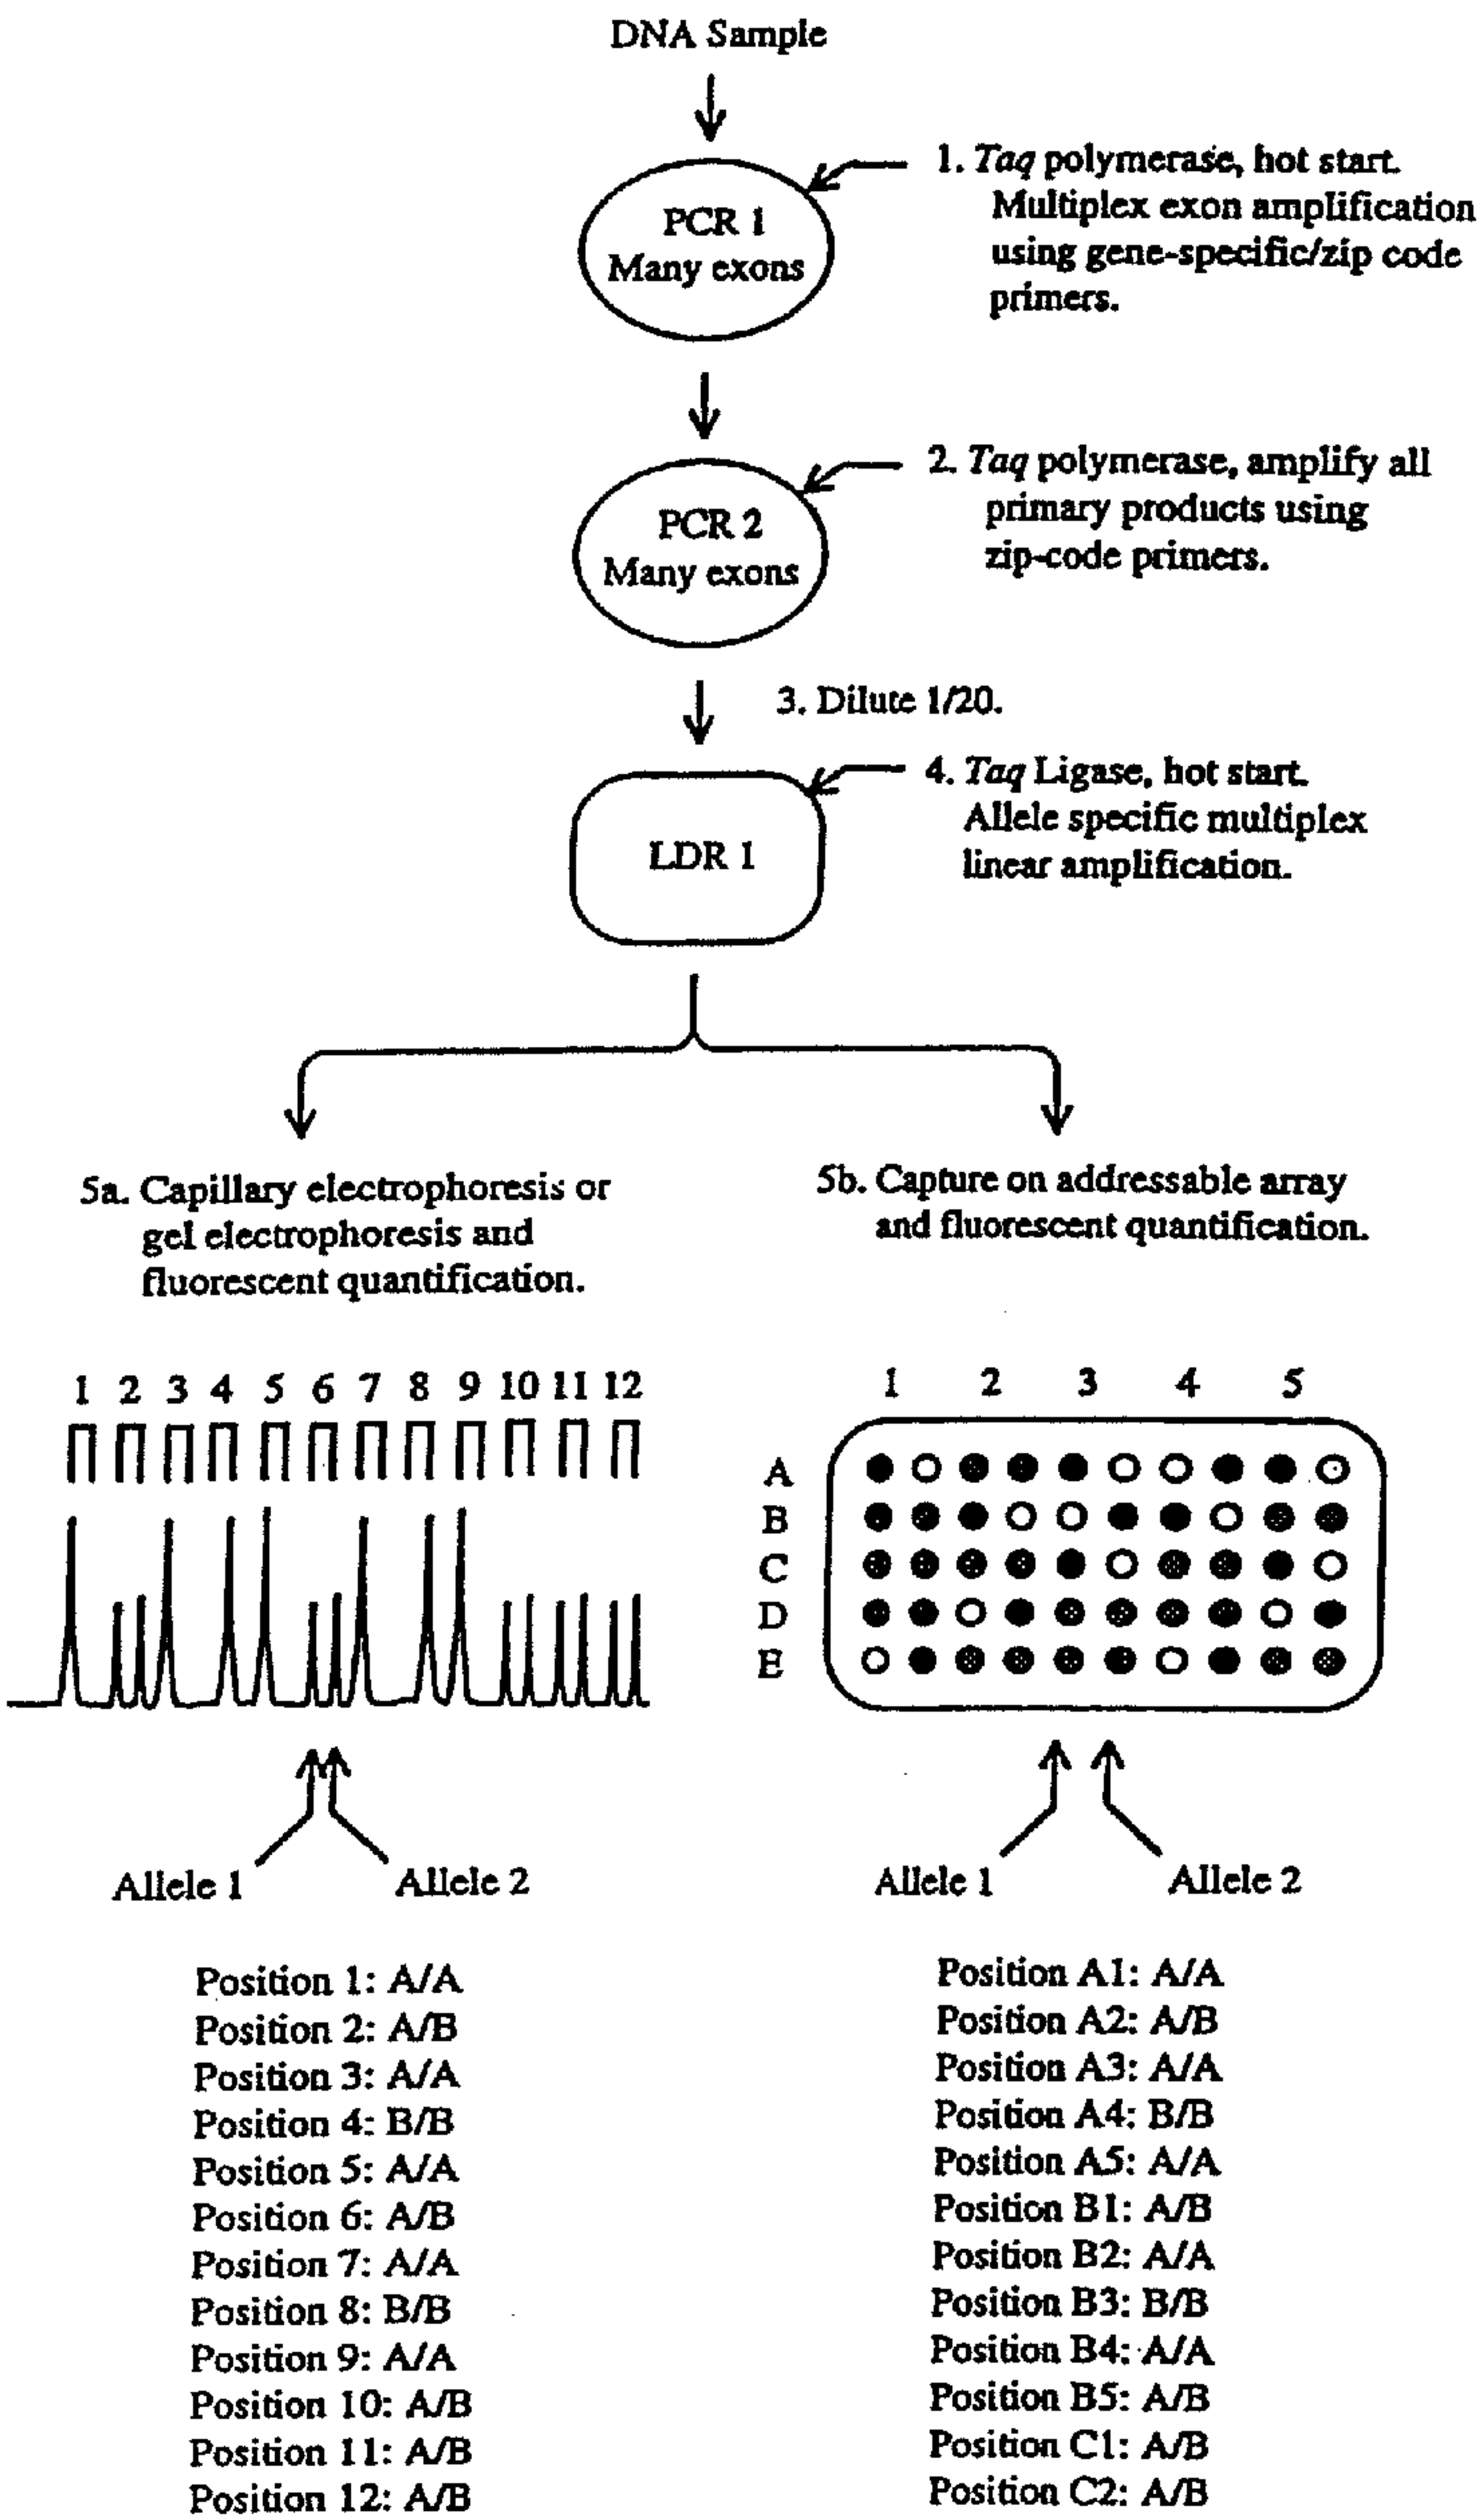 DNA Sample
PCR 1
Many exons
1. Taq polymerase, hot start.
Multiplex exon amplification
using gene-specific/zip code
primers.
PCR 2
Many exons
2. Taq polymerase, amplify all
primary products using
zip-code primers.
3. Dilute 1/20.
LDR 1
4. Taq Ligase, hot start.
Allele specific multiplex
linear amplification.
5a. Capillary electrophoresis or
gel electrophoresis and
fluorescent quantification.
1 2 3 4 5 6 7 8 9 10 11 12
Allele 1
Allele 2
Position 1: A/A
Position 2: A/B
Position 3: A/A
Position 4: B/B
Position 5: A/A
Position 6: A/B
Position 7: A/A
Position 8: B/B
Position 9: A/A
Position 10: A/B
Position 11: A/B
Position 12: A/B
5b. Capture on addressable array
and fluorescent quantification.
1 2 3 4 5
A
B
C
D
E
Allele 1
Allele 2
Position A1: A/A
Position A2: A/B
Position A3: A/A
Position A4: B/B
Position A5: A/A
Position B1: A/B
Position B2: A/A
Position B3: B/B
Position B4: A/A
Position B5: A/B
Position C1: A/B
Position C2: A/B